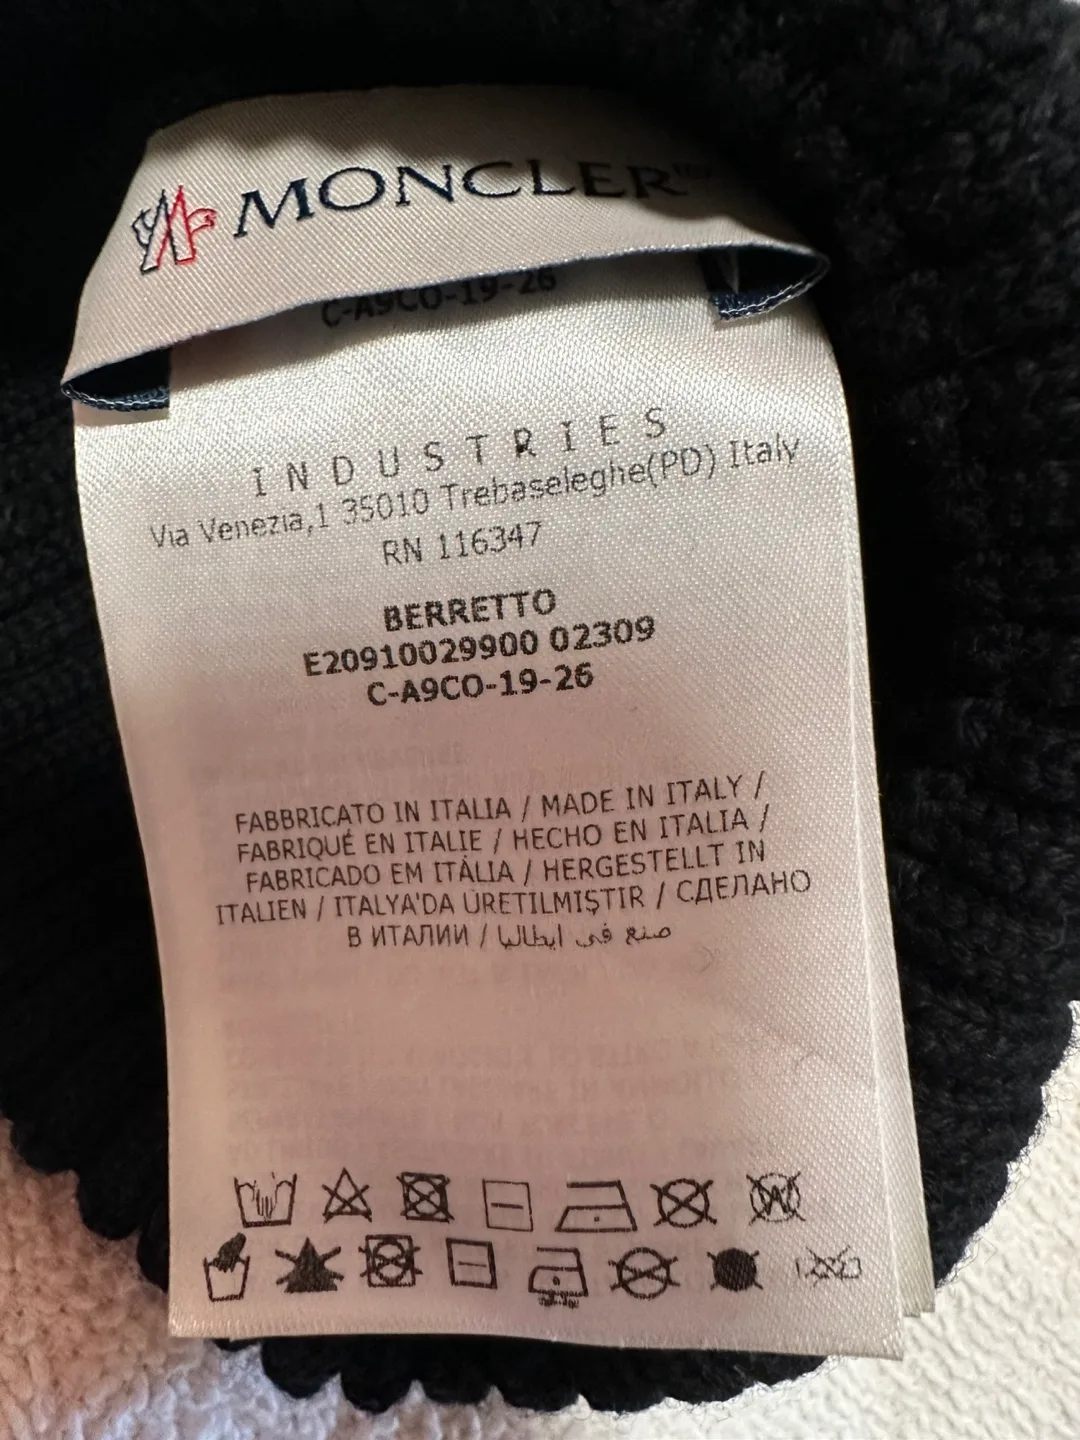 MONCLER
C-A9CO-19-26
INDUSTRIES
Via Venezia,1 35010 Trebaseleghe(PD) Italy
RN 116347
BERRETTO
E20910029900 02309
C-A9CO-19-26
FABBRICATO IN ITALIA / MADE IN ITALY /
FABRIQUÉ EN ITALIE / HECHO EN ITALIA /
FABRICADO EM ITÁLIA / HERGESTELLT IN
ITALIEN / ITALYA'DA ÜRETILMIŞTIR / СДЕЛАНО
В ИТАЛИИ / صنع في ايطاليا